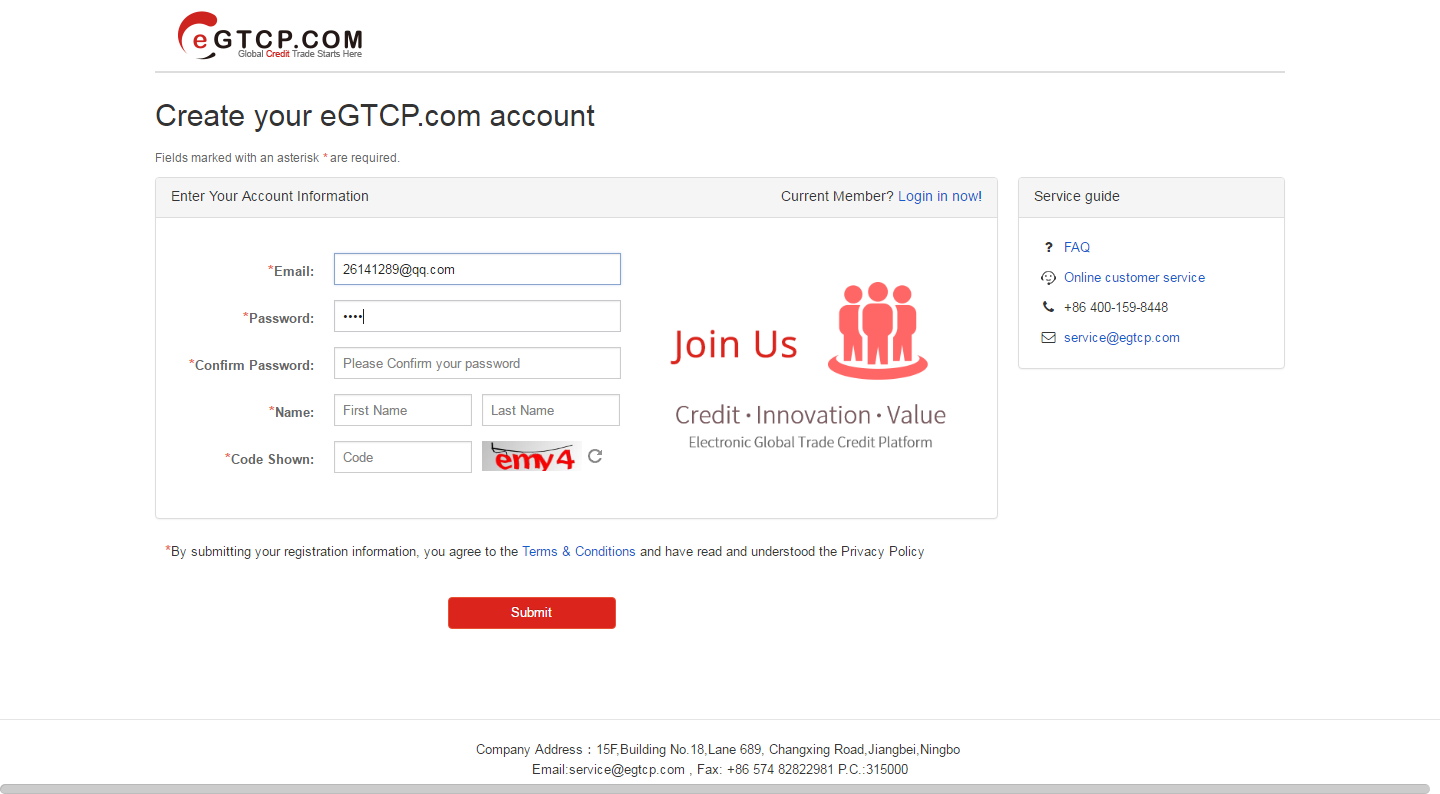 eGTCP.COM
Global Credit Trade Starts Here
Create your eGTCP.com account
Fields marked with an asterisk * are required.
Enter Your Account Information
Current Member? Login in now!
*Email:
26141289@qq.com
*Password:
••••
*Confirm Password:
Please Confirm your password
*Name:
First Name
Last Name
*Code Shown:
Code
emy4
Join Us
Credit·Innovation·Value
Electronic Global Trade Credit Platform
Service guide
? FAQ
Online customer service
+86 400-159-8448
service@egtcp.com
*By submitting your registration information, you agree to the Terms & Conditions and have read and understood the Privacy Policy
Submit
Company Address：15F,Building No.18,Lane 689, Changxing Road,Jiangbei,Ningbo
Email:service@egtcp.com , Fax: +86 574 82822981 P.C.:315000